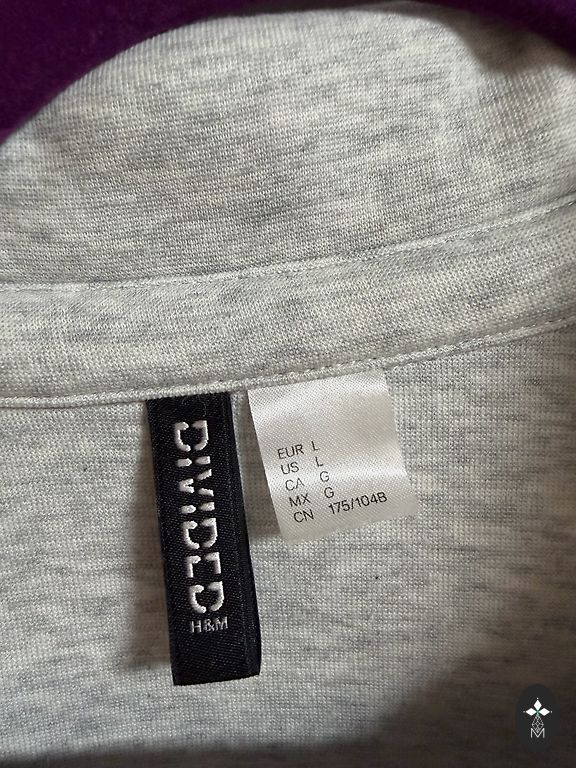 DIVIDED
H&M
EUR L
US L
CA G
MX G
CN 175/104B
M